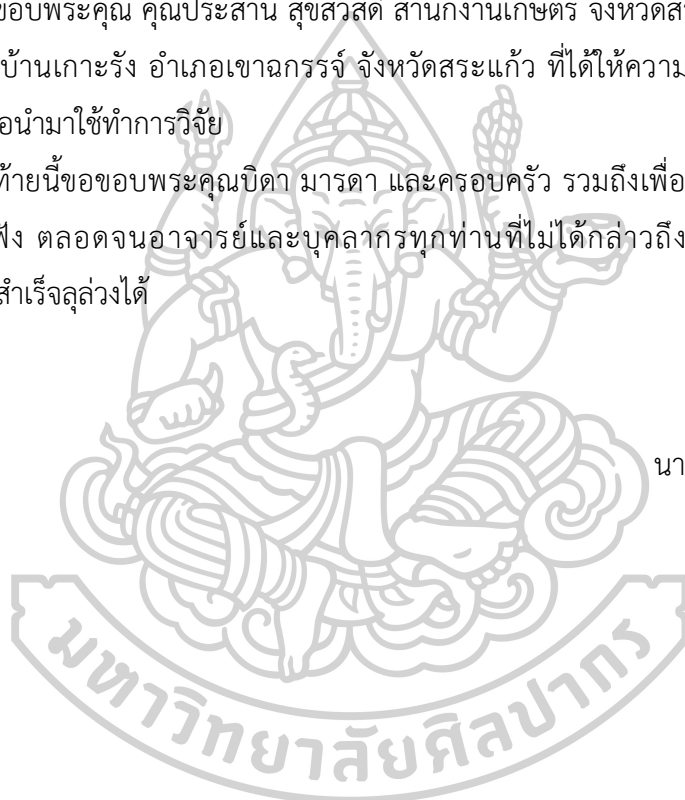 ขอบพระคุณ คุณประสาน สุขสวัสดิ์ สำนักงานเกษตร จังหวัดสร
บ้านเกาะรัง อำเภอเขาฉกรรจ์ จังหวัดสระแก้ว ที่ได้ให้ความ
อนำมาใช้ทำการวิจัย
ท้ายนี้ขอขอบพระคุณบิดา มารดา และครอบครัว รวมถึงเพื่อ
ฟัง ตลอดจนอาจารย์และบุคลากรทุกท่านที่ไม่ได้กล่าวถึง
สำเร็จลุล่วงได้
นา
มหาวิทยาลัยศิลปากร